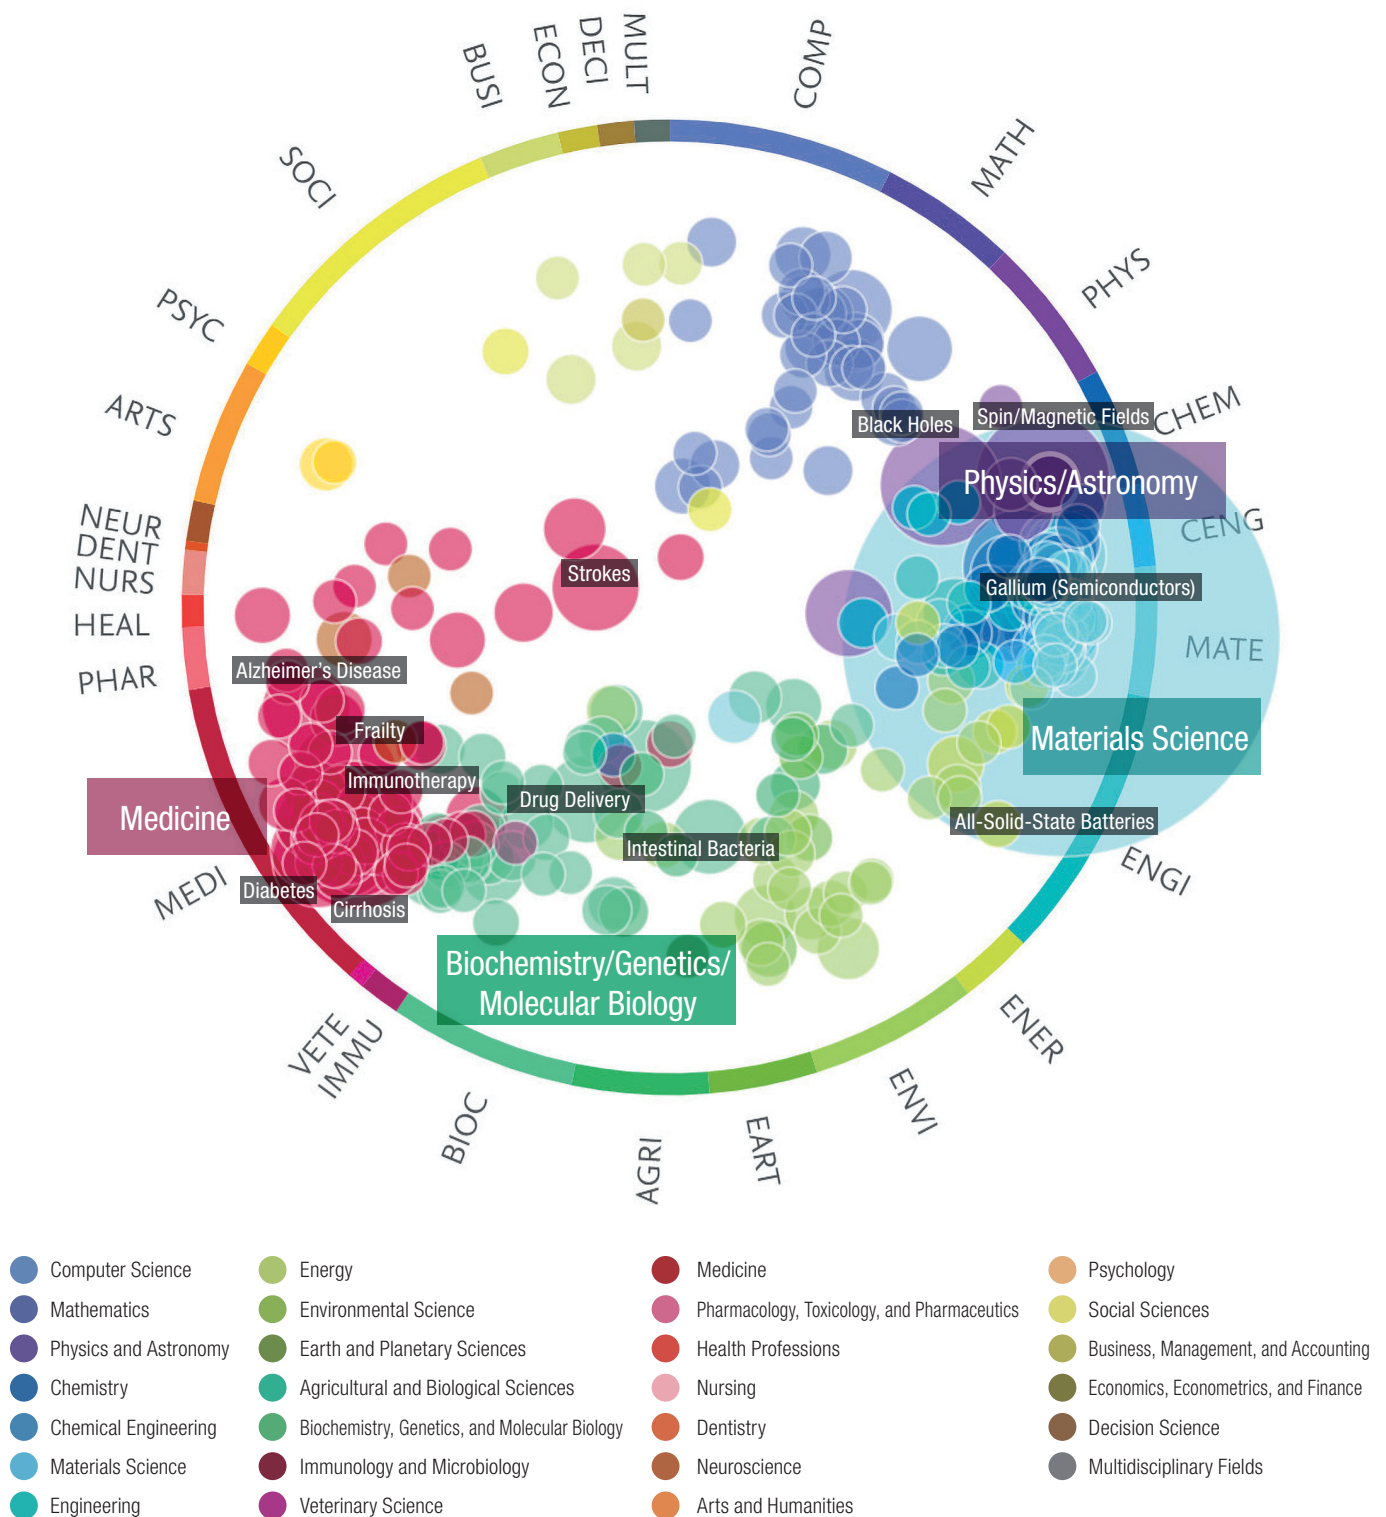 MULT
DECI
ECON
BUSI
COMP
MATH
SOCI
PHYS
PSYC
CHEM
ARTS
Black Holes
Spin/Magnetic Fields
Physics/Astronomy
CENG
NEUR
DENT
NURS
Strokes
Gallium (Semiconductors)
HEAL
MATE
PHAR
Alzheimer's Disease
Frailty
Materials Science
Immunotherapy
Drug Delivery
Medicine
All-Solid-State Batteries
Intestinal Bacteria
MEDI
Diabetes
Cirrhosis
ENGI
Biochemistry/Genetics/
Molecular Biology
VETE
IMMU
ENER
ENVI
BIOC
AGRI
EART
Computer Science
Mathematics
Physics and Astronomy
Chemistry
Chemical Engineering
Materials Science
Engineering
Energy
Environmental Science
Earth and Planetary Sciences
Agricultural and Biological Sciences
Biochemistry, Genetics, and Molecular Biology
Immunology and Microbiology
Veterinary Science
Medicine
Pharmacology, Toxicology, and Pharmaceutics
Health Professions
Nursing
Dentistry
Neuroscience
Arts and Humanities
Psychology
Social Sciences
Business, Management, and Accounting
Economics, Econometrics, and Finance
Decision Science
Multidisciplinary Fields